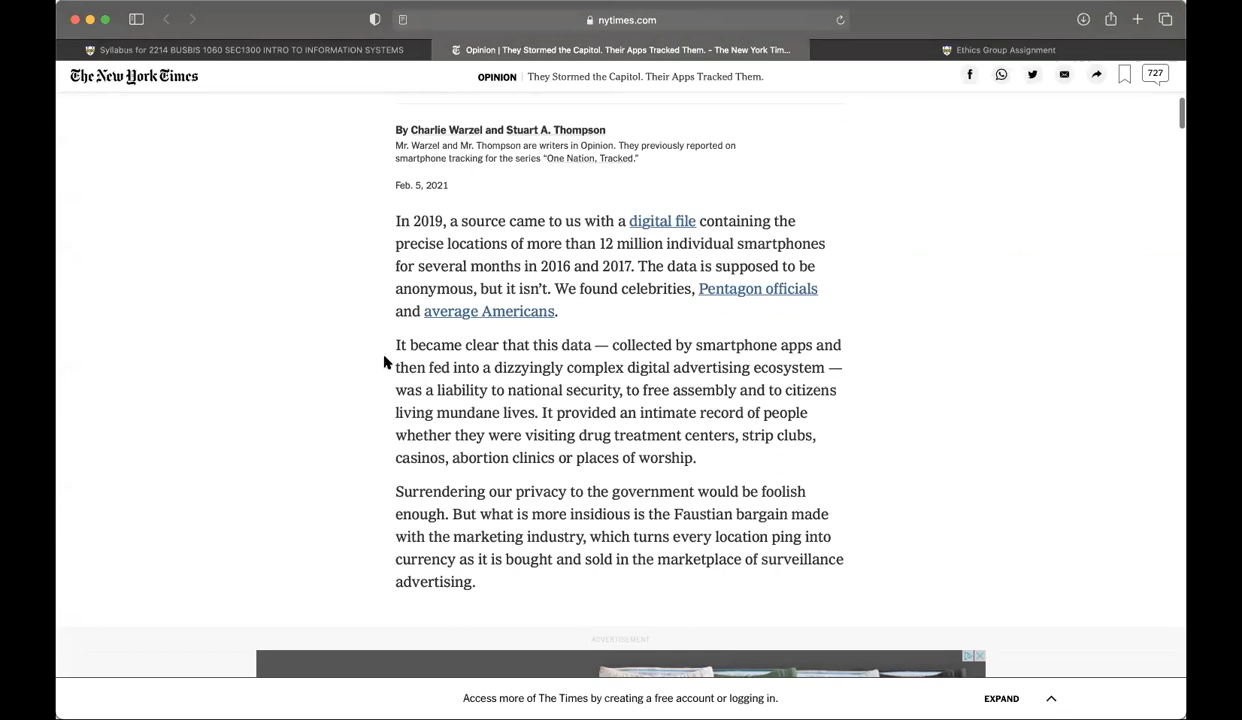 nytimes.com
Syllabus for 2214 BUSBIS 1060 SEC1300 INTRO TO INFORMATION SYSTEMS
Opinion | They Stormed the Capitol. Their Apps Tracked Them. - The New York Tim...
Ethics Group Assignment
The New York Times
OPINION They Stormed the Capitol. Their Apps Tracked Them.
727
By Charlie Warzel and Stuart A. Thompson
Mr. Warzel and Mr. Thompson are writers in Opinion. They previously reported on
smartphone tracking for the series “One Nation, Tracked.”
Feb. 5, 2021
In 2019, a source came to us with a digital file containing the
precise locations of more than 12 million individual smartphones
for several months in 2016 and 2017. The data is supposed to be
anonymous, but it isn’t. We found celebrities, Pentagon officials
and average Americans.
It became clear that this data — collected by smartphone apps and
then fed into a dizzyingly complex digital advertising ecosystem —
was a liability to national security, to free assembly and to citizens
living mundane lives. It provided an intimate record of people
whether they were visiting drug treatment centers, strip clubs,
casinos, abortion clinics or places of worship.
Surrendering our privacy to the government would be foolish
enough. But what is more insidious is the Faustian bargain made
with the marketing industry, which turns every location ping into
currency as it is bought and sold in the marketplace of surveillance
advertising.
ADVERTISEMENT
Access more of The Times by creating a free account or logging in.
EXPAND